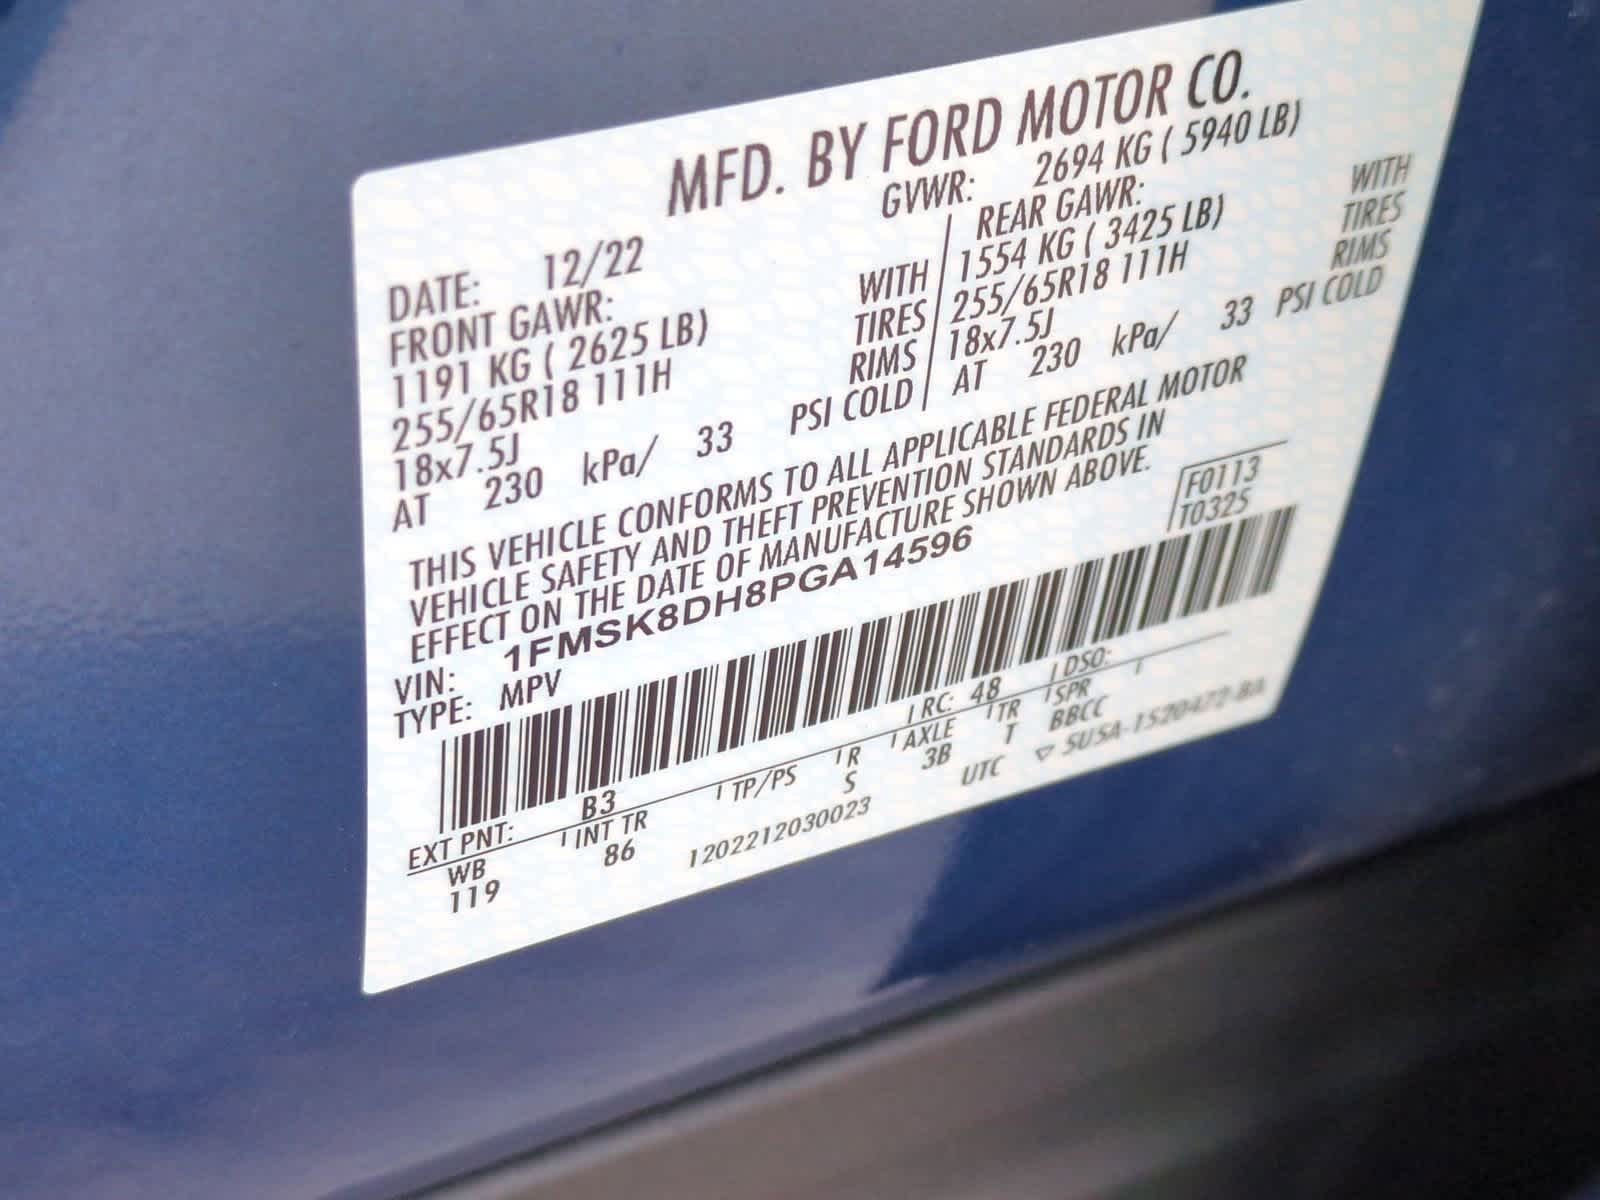 MFD. BY FORD MOTOR CO.
DATE: 12/22 GVWR: 2694 KG ( 5940 LB)
FRONT GAWR: REAR GAWR:
1191 KG ( 2625 LB) WITH 1554 KG ( 3425 LB) WITH
255/65R18 111H TIRES 255/65R18 111H TIRES
18x7.5J RIMS 18x7.5J RIMS
AT 230 kPa/ 33 PSI COLD AT 230 kPa/ 33 PSI COLD
THIS VEHICLE CONFORMS TO ALL APPLICABLE FEDERAL MOTOR
VEHICLE SAFETY AND THEFT PREVENTION STANDARDS IN
EFFECT ON THE DATE OF MANUFACTURE SHOWN ABOVE.
VIN: 1FMSK8DH8PGA14596 F0113
TYPE: MPV T0325
EXT PNT: B3 RC: 48 DSO:
WB INT TR TP/PS R AXLE TR SPR
119 86 S 3B T BBCC
1202212030023 UTC ▽ 5U5A-1520472-BA